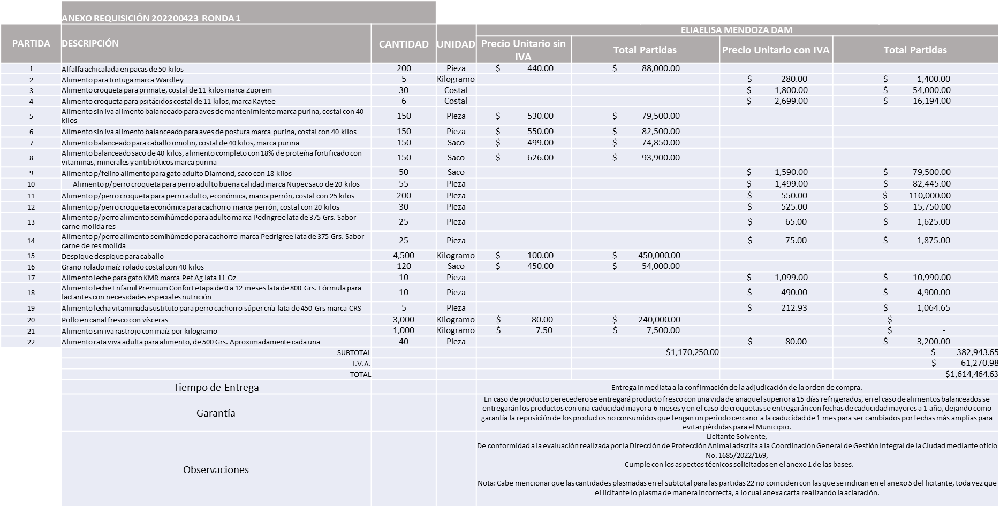 ANEXO REQUISICIÓN 202200423 RONDA 1
ELIAELISA MENDOZA DAM
PARTIDA DESCRIPCIÓN CANTIDAD UNIDAD Precio Unitario sin IVA Total Partidas Precio Unitario con IVA Total Partidas
1 Alfalfa achicalada en pacas de 50 kilos 200 Pieza $ 440.00 $ 88,000.00
2 Alimento para tortuga marca Wardley 5 Kilogramo $ 280.00 $ 1,400.00
3 Alimento croqueta para primate, costal de 11 kilos marca Zuprem 30 Costal $ 1,800.00 $ 54,000.00
4 Alimento croqueta para psitácidos costal de 11 kilos, marca Kaytee 6 Costal $ 2,699.00 $ 16,194.00
5 Alimento sin iva alimento balanceado para aves de mantenimiento marca purina, costal con 40 kilos 150 Pieza $ 530.00 $ 79,500.00
6 Alimento sin iva alimento balanceado para aves de postura marca purina, costal con 40 kilos 150 Pieza $ 550.00 $ 82,500.00
7 Alimento balanceado para caballo omolin, costal de 40 kilos, marca purina 150 Saco $ 499.00 $ 74,850.00
8 Alimento balanceado saco de 40 kilos, alimento completo con 18% de proteína fortificado con vitaminas, minerales y antibióticos marca purina 150 Saco $ 626.00 $ 93,900.00
9 Alimento p/felino alimento para gato adulto Diamond, saco con 18 kilos 50 Saco $ 1,590.00 $ 79,500.00
10 Alimento p/perro croqueta para perro adulto buena calidad marca Nupec saco de 20 kilos 55 Pieza $ 1,499.00 $ 82,445.00
11 Alimento p/perro croqueta para perro adulto, económica, marca perrón, costal con 25 kilos 200 Pieza $ 550.00 $ 110,000.00
12 Alimento p/perro croqueta económica para cachorro marca perrón, costal con 20 kilos 30 Pieza $ 525.00 $ 15,750.00
13 Alimento p/perro alimento semihúmedo para adulto marca Pedrigree lata de 375 Grs. Sabor carne molida res 25 Pieza $ 65.00 $ 1,625.00
14 Alimento p/perro alimento semihúmedo para cachorro marca Pedrigree lata de 375 Grs. Sabor carne de res molida 25 Pieza $ 75.00 $ 1,875.00
15 Despique despique para caballo 4,500 Kilogramo $ 100.00 $ 450,000.00
16 Grano rolado maíz rolado costal con 40 kilos 120 Saco $ 450.00 $ 54,000.00
17 Alimento leche para gato KMR marca Pet Ag lata 11 Oz 10 Pieza $ 1,099.00 $ 10,990.00
18 Alimento leche Enfamil Premium Confort etapa de 0 a 12 meses lata de 800 Grs. Fórmula para lactantes con necesidades especiales nutrición 10 Pieza $ 490.00 $ 4,900.00
19 Alimento lecha vitaminada sustituto para perro cachorro súper cría lata de 450 Grs marca CRS 5 Pieza $ 212.93 $ 1,064.65
20 Pollo en canal fresco con vísceras 3,000 Kilogramo $ 80.00 $ 240,000.00 $ -
21 Alimento sin iva rastrojo con maíz por kilogramo 1,000 Kilogramo $ 7.50 $ 7,500.00 $ -
22 Alimento rata viva adulta para alimento, de 500 Grs. Aproximadamente cada una 40 Pieza $ 80.00 $ 3,200.00
SUBTOTAL $1,170,250.00 $ 382,943.65
I.V.A. $ 61,270.98
TOTAL $1,614,464.63
Tiempo de Entrega Entrega inmediata a la confirmación de la adjudicación de la orden de compra.
Garantía
En caso de producto perecedero se entregará producto fresco con una vida de anaquel superior a 15 días refrigerados, en el caso de alimentos balanceados se
entregarán los productos con una caducidad mayor a 6 meses y en el caso de croquetas se entregarán con fechas de caducidad mayores a 1 año, dejando como
garantía la reposición de los productos no consumidos que tengan un periodo cercano a la caducidad de 1 mes para ser cambiados por fechas más amplias para
evitar pérdidas para el Municipio.
Observaciones
Licitante Solvente,
De conformidad a la evaluación realizada por la Dirección de Protección Animal adscrita a la Coordinación General de Gestión Integral de la Ciudad mediante oficio
No. 1685/2022/169,
- Cumple con los aspectos técnicos solicitados en el anexo 1 de las bases.
Nota: Cabe mencionar que las cantidades plasmadas en el subtotal para las partidas 22 no coinciden con las que se indican en el anexo 5 del licitante, toda vez que
el licitante lo plasma de manera incorrecta, a lo cual anexa carta realizando la aclaración.